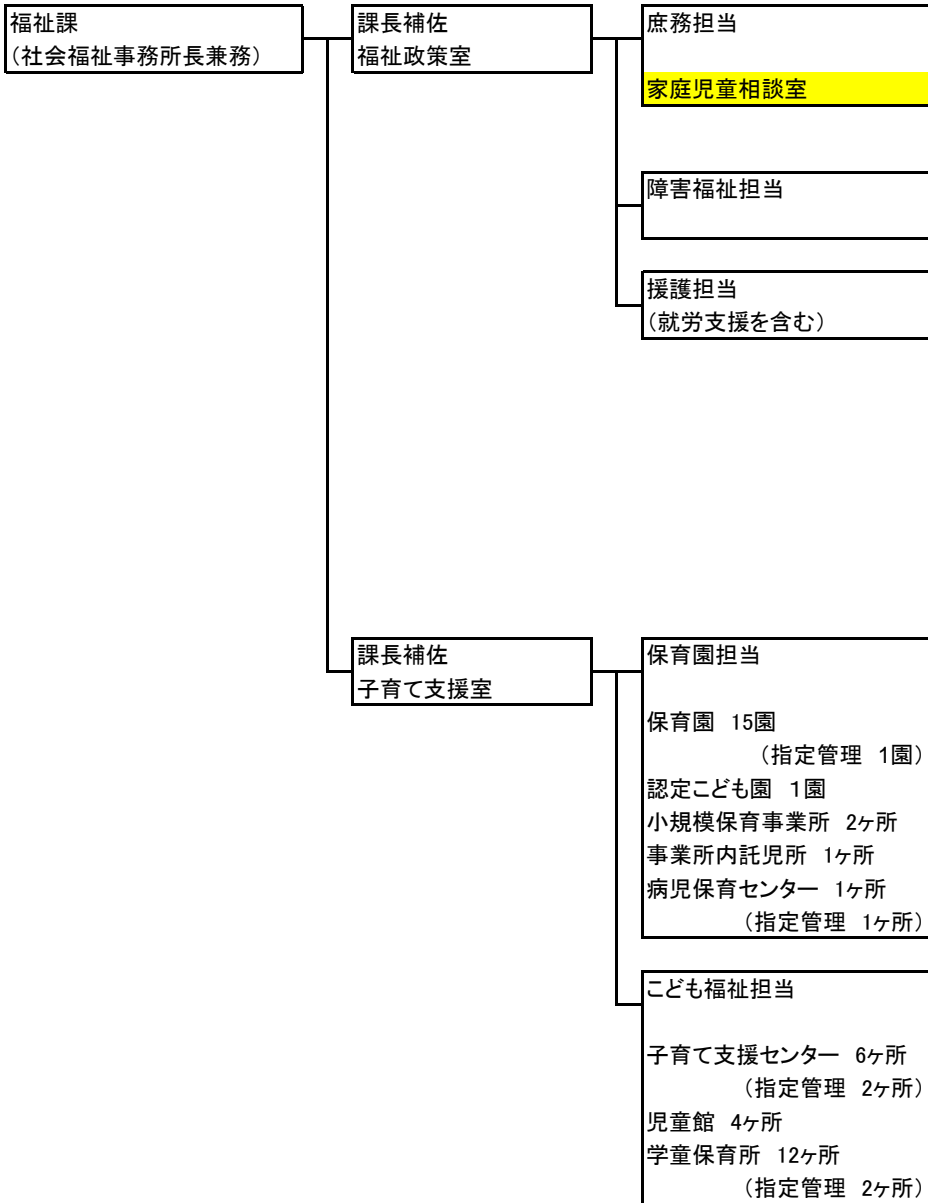 福祉課
（社会福祉事務所長兼務）
課長補佐
福祉政策室
庶務担当
家庭児童相談室
障害福祉担当
援護担当
（就労支援を含む）
課長補佐
子育て支援室
保育園担当
保育園 15園
（指定管理 1園）
認定こども園 1園
小規模保育事業所 2ヶ所
事業所内託児所 1ヶ所
病児保育センター 1ヶ所
（指定管理 1ヶ所）
こども福祉担当
子育て支援センター 6ヶ所
（指定管理 2ヶ所）
児童館 4ヶ所
学童保育所 12ヶ所
（指定管理 2ヶ所）